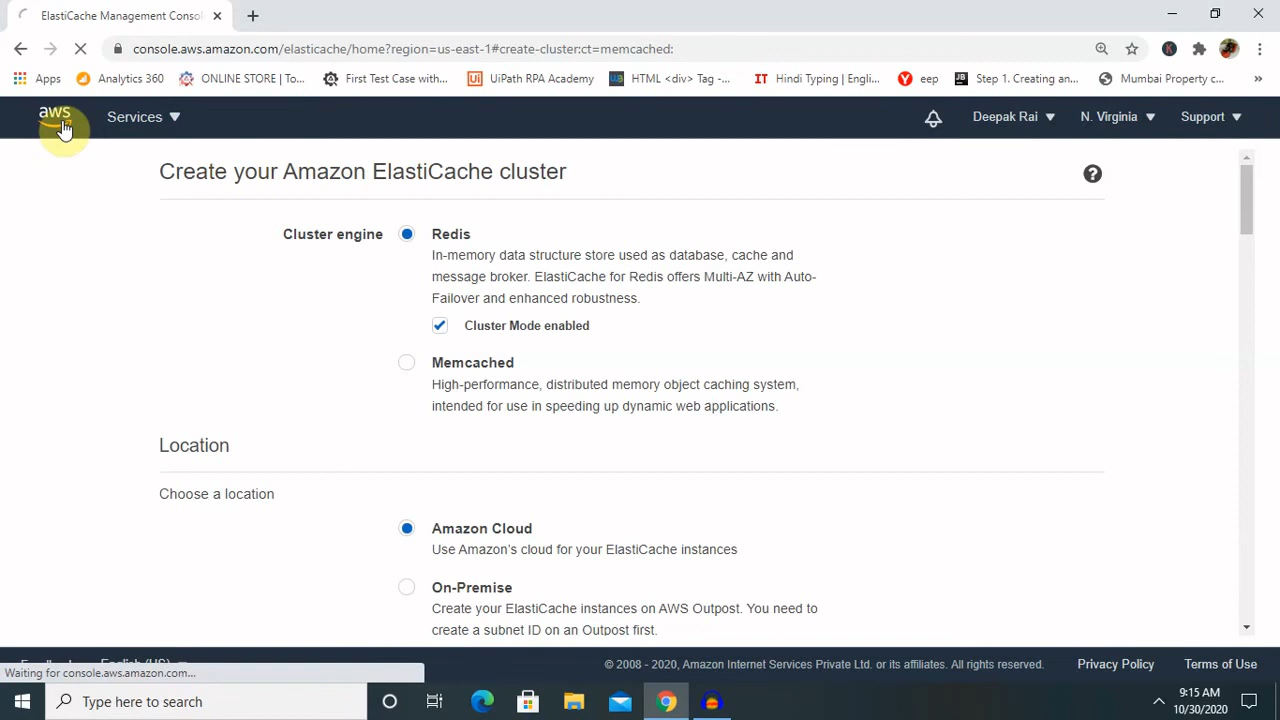 ElastiCache Management Consol
console.aws.amazon.com/elasticache/home?region=us-east-1#create-cluster:ct=memcached:
Apps
Analytics 360
ONLINE STORE | To...
First Test Case with...
UiPath RPA Academy
HTML <div> Tag -...
Hindi Typing | Engli...
eep
Step 1. Creating an...
Mumbai Property c...
aws
Services
Deepak Rai
N. Virginia
Support
Create your Amazon ElastiCache cluster
Cluster engine
Redis
In-memory data structure store used as database, cache and
message broker. ElastiCache for Redis offers Multi-AZ with Auto-
Failover and enhanced robustness.
Cluster Mode enabled
Memcached
High-performance, distributed memory object caching system,
intended for use in speeding up dynamic web applications.
Location
Choose a location
Amazon Cloud
Use Amazon's cloud for your ElastiCache instances
On-Premise
Create your ElastiCache instances on AWS Outpost. You need to
create a subnet ID on an Outpost first.
English (US)
© 2008 - 2020, Amazon Internet Services Private Ltd. or its affiliates. All rights reserved.
Privacy Policy
Terms of Use
Waiting for console.aws.amazon.com...
Type here to search
9:15 AM
10/30/2020